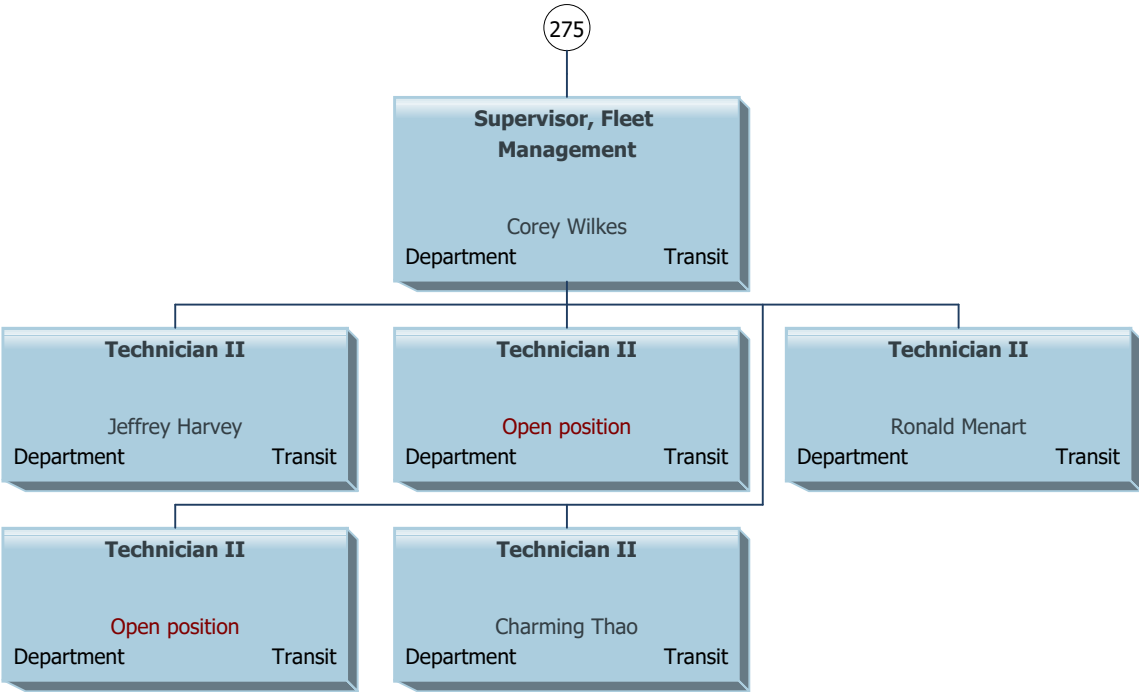 275
Supervisor, Fleet
Management
Corey Wilkes
Department Transit
Technician II
Jeffrey Harvey
Department Transit
Technician II
Open position
Department Transit
Technician II
Ronald Menart
Department Transit
Technician II
Open position
Department Transit
Technician II
Charming Thao
Department Transit